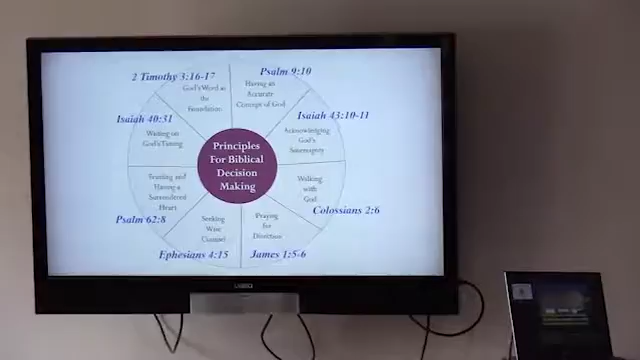 2 Timothy 3:16-17
God's Word as
the
Foundation
Psalm 9:10
Having an
Accurate
Concept of God
Isaiah 43:10-11
Acknowledging
God's
Sovereignty
Walking
with
God
Colossians 2:6
Praying
for
Direction
James 1:5-6
Seeking
Wise
Counsel
Ephesians 4:15
Trusting and
Having a
Surrendered
Heart
Psalm 62:8
Waiting on
God's Timing
Isaiah 40:31
Principles
For Biblical
Decision
Making